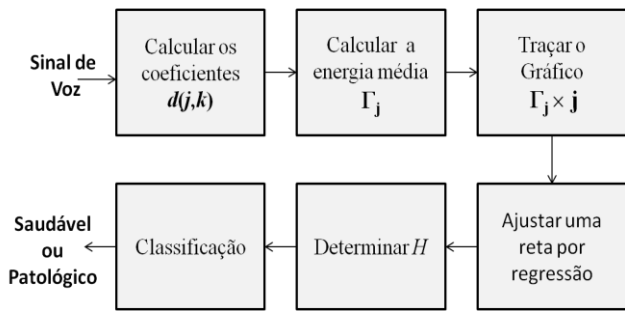 Sinal de
Voz
Calcular os
coeficientes
d(j,k)
Calcular a
energia média
Γj
Traçar o
Gráfico
Γj × j
Ajustar uma
reta por
regressão
Determinar H
Classificação
Saudável
ou
Patológico